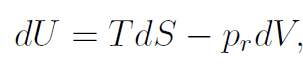 dU = TdS − p_r dV,